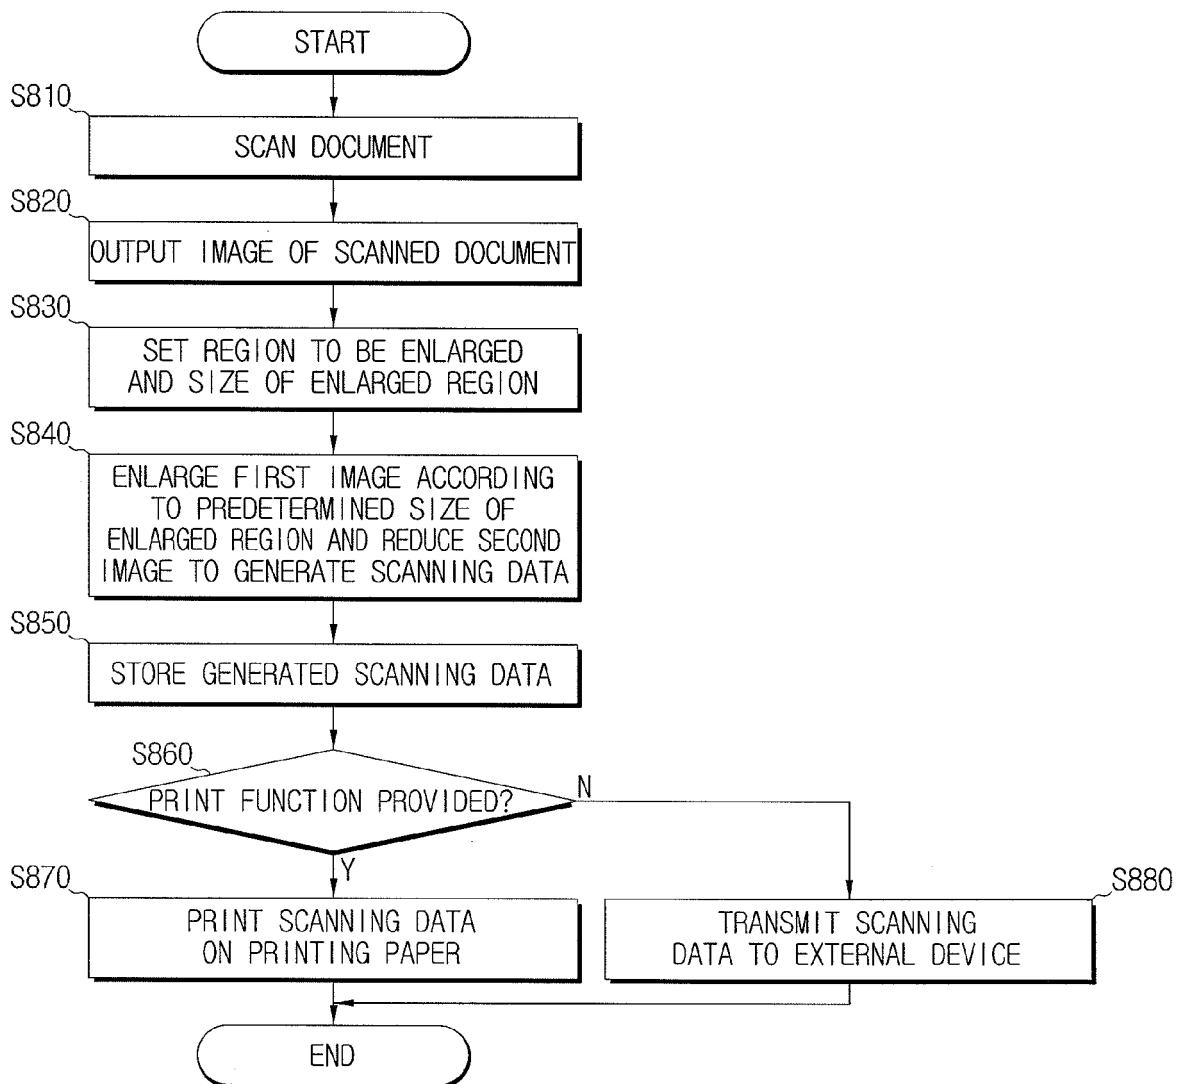 START
S810
SCAN DOCUMENT
S820
OUTPUT IMAGE OF SCANNED DOCUMENT
S830
SET REGION TO BE ENLARGED
AND SIZE OF ENLARGED REGION
S840
ENLARGE FIRST IMAGE ACCORDING
TO PREDETERMINED SIZE OF
ENLARGED REGION AND REDUCE SECOND
IMAGE TO GENERATE SCANNING DATA
S850
STORE GENERATED SCANNING DATA
S860
PRINT FUNCTION PROVIDED?
N
Y
S870
PRINT SCANNING DATA
ON PRINTING PAPER
S880
TRANSMIT SCANNING
DATA TO EXTERNAL DEVICE
END